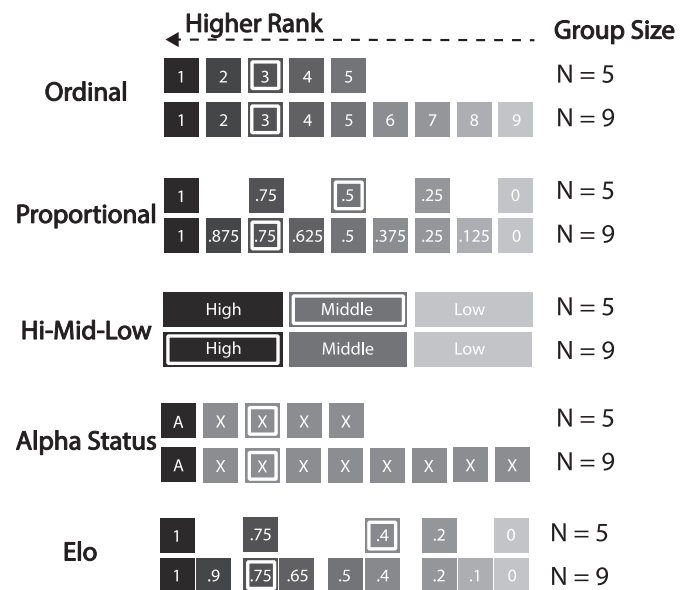 Higher Rank Group Size
Ordinal
1 2 3 4 5 N = 5
1 2 3 4 5 6 7 8 9 N = 9
Proportional
1 .75 .5 .25 0 N = 5
1 .875 .75 .625 .5 .375 .25 .125 0 N = 9
Hi-Mid-Low
High Middle Low N = 5
High Middle Low N = 9
Alpha Status
A X X X X N = 5
A X X X X X X X X N = 9
Elo
1 .75 .4 .2 0 N = 5
1 .9 .75 .65 .5 .4 .2 .1 0 N = 9